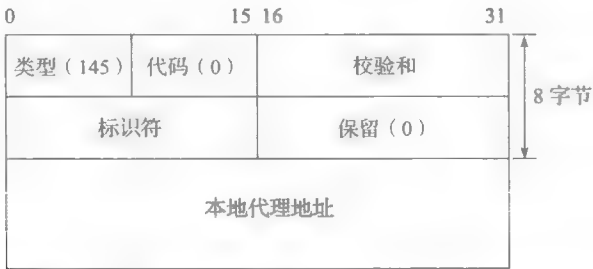 0 15 16 31
类型（145） 代码（0） 校验和
8字节
标识符 保留（0）
本地代理地址